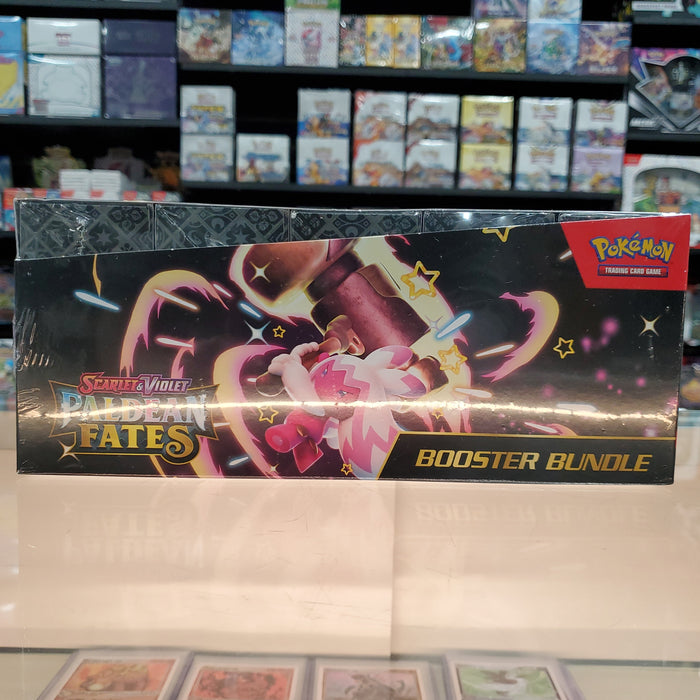 POKÉMON
TRADING CARD GAME
SCARLET & VIOLET
PALDEAN
FATES
BOOSTER BUNDLE